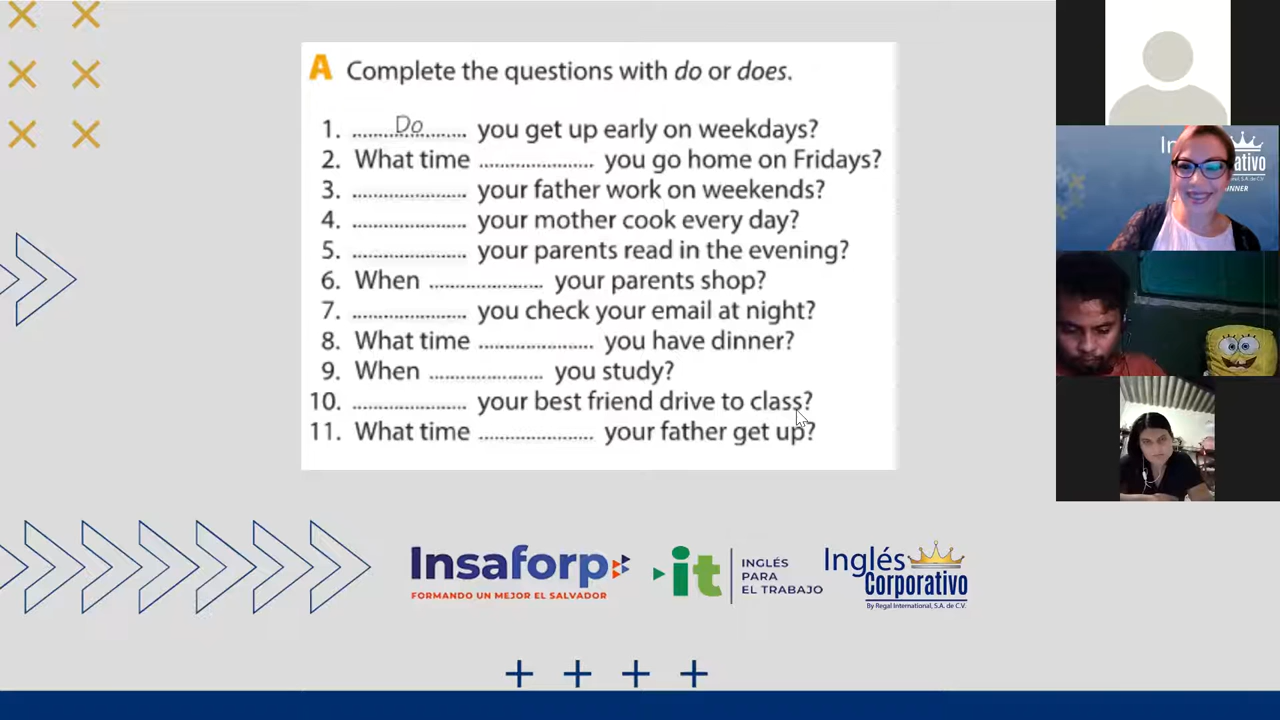 A Complete the questions with do or does.
1. .......Do....... you get up early on weekdays?
2. What time ..................... you go home on Fridays?
3. ..................... your father work on weekends?
4. ..................... your mother cook every day?
5. ..................... your parents read in the evening?
6. When ..................... your parents shop?
7. ..................... you check your email at night?
8. What time ..................... you have dinner?
9. When ..................... you study?
10. ..................... your best friend drive to class?
11. What time ..................... your father get up?
Insaforp
FORMANDO UN MEJOR EL SALVADOR
it
INGLÉS
PARA
EL TRABAJO
Inglés
Corporativo
By Regal International, S.A. de C.V.